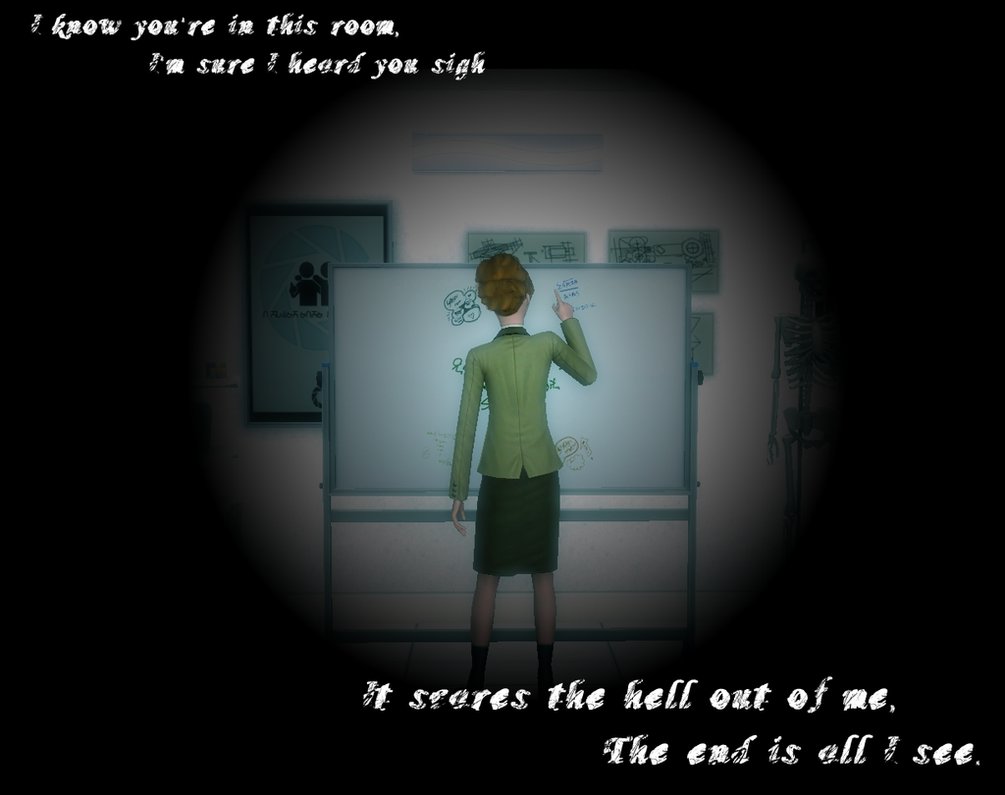 I know you're in this room,
I'm sure I heard you sigh
It scares the hell out of me,
The end is all I see.